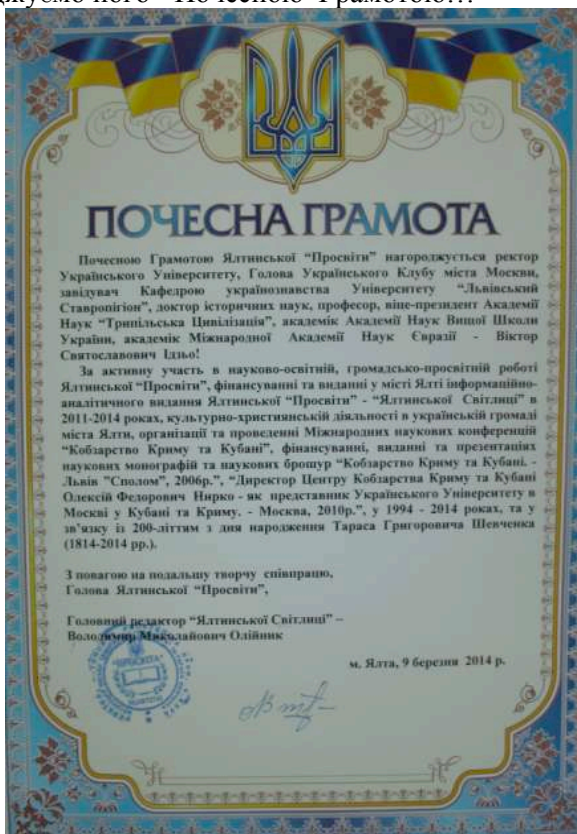 нього "Почесною Грамотою…
ПОЧЕСНА ГРАМОТА
Почесною Грамотою Ялтинської "Просвіти" нагороджується ректор
Українського Університету, Голова Українського Клубу міста Москви,
завідувач Кафедрою українознавства Університету "Львівський
Ставропігіон", доктор історичних наук, професор, віце-президент Академії
Наук "Трипільська Цивілізація", академік Академії Наук Вищої Школи
України, академік Міжнародної Академії Наук Євразії - Віктор
Святославович Ідзьо!
За активну участь в науково-освітній, громадсько-просвітній роботі
Ялтинської "Просвіти", фінансуванні та виданні у місті Ялті інформаційно-
аналітичного видання Ялтинської "Просвіти" - "Ялтинської Світлиці" в
2011-2014 роках, культурно-християнській діяльності в українській громаді
міста Ялти, організації та проведенні Міжнародних наукових конференцій
"Кобзарство Криму та Кубані", фінансуванні, виданні та презентаціях
наукових монографій та наукових брошур "Кобзарство Криму та Кубані. -
Львів "Сполом", 2006р.", "Директор Центру Кобзарства Криму та Кубані
Олексій Федорович Нирко - як представник Українського Університету в
Москві у Кубані та Криму. - Москва, 2010р.", у 1994 - 2014 роках, та у
зв'язку із 200-літтям з дня народження Тараса Григоровича Шевченка
(1814-2014 рр.).
З повагою на подальшу творчу співпрацю,
Голова Ялтинської "Просвіти",
Головний редактор "Ялтинської Світлиці" –
Володимир Миколайович Олійник
"ПРОСВІТА"
м. Ялта, 9 березня 2014 р.